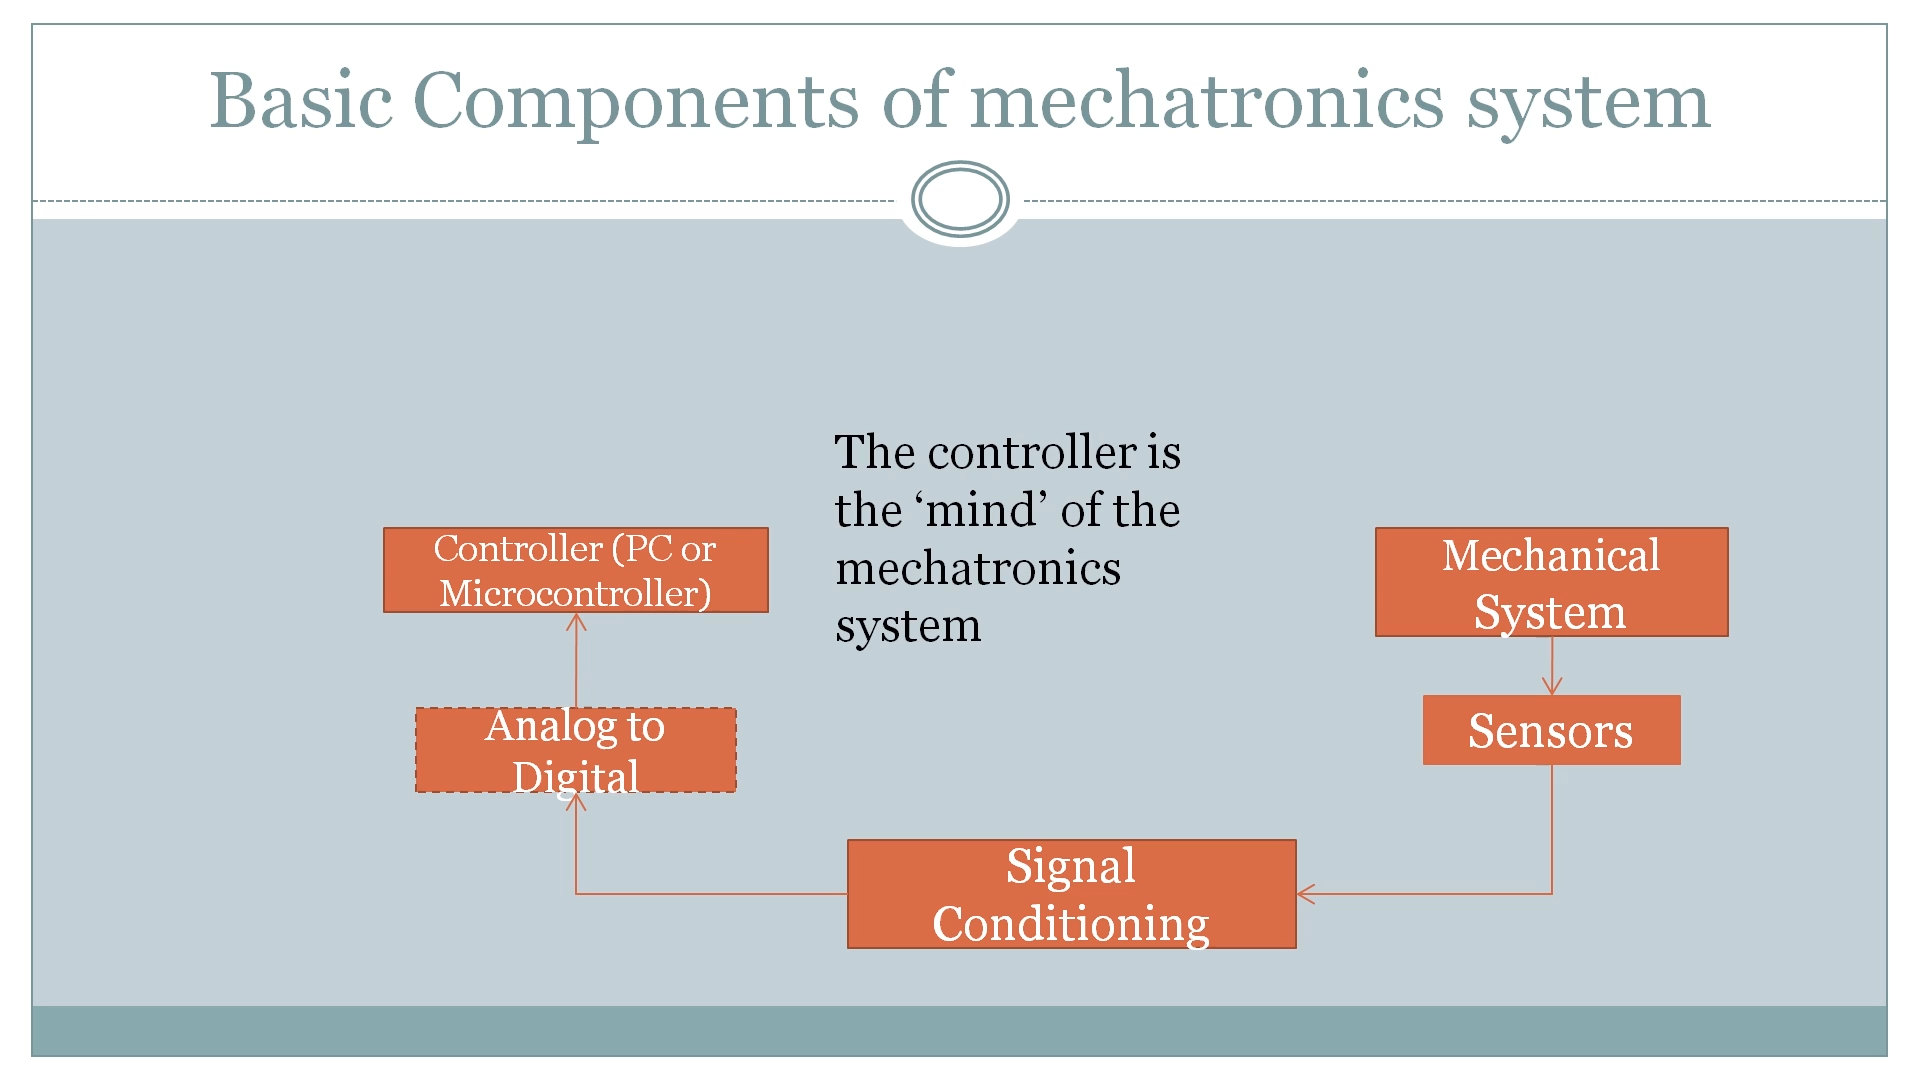 Basic Components of mechatronics system
The controller is
the ‘mind’ of the
mechatronics
system
Controller (PC or
Microcontroller)
Mechanical
System
Analog to
Digital
Sensors
Signal
Conditioning